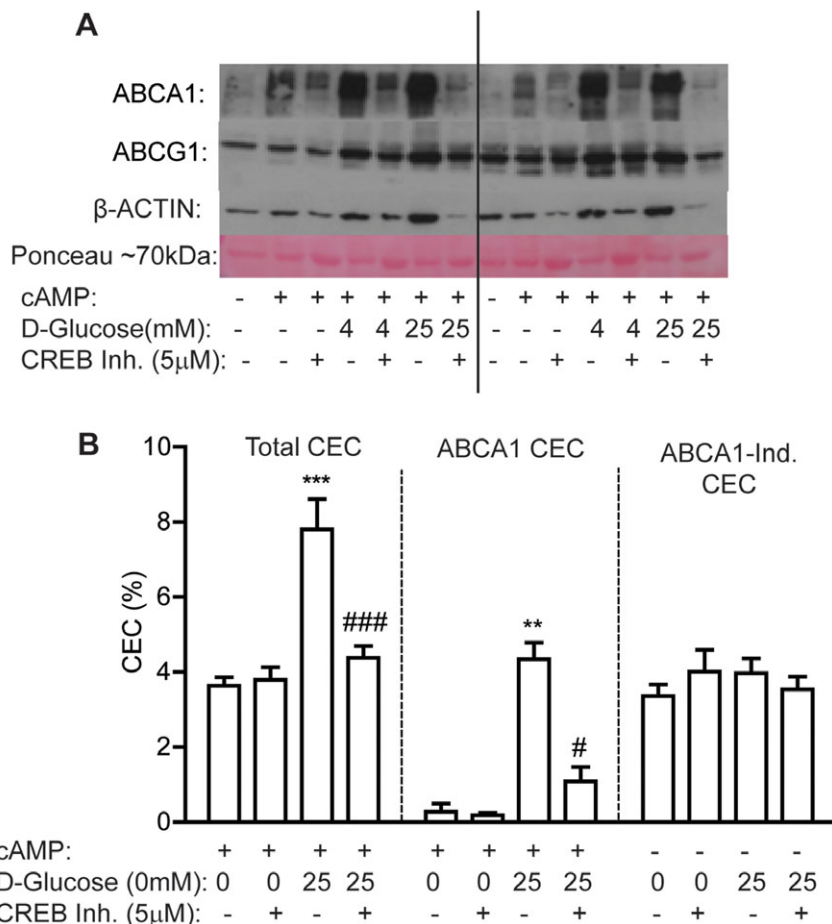 A
ABCA1:
ABCG1:
β-ACTIN:
Ponceau ~70kDa:
cAMP: - + + + + + + - + + + + + +
D-Glucose(mM): - - - 4 4 25 25 - - - 4 4 25 25
CREB Inh. (5μM): - - + - + - + - - + - + - +
B
Total CEC ABCA1 CEC ABCA1-Ind.
CEC
***
###
**
#
CEC (%)
10
8
6
4
2
0
cAMP: + + + + + + + + - - - -
D-Glucose (0mM): 0 0 25 25 0 0 25 25 0 0 25 25
CREB Inh. (5μM): - + - + - + - + - + - +